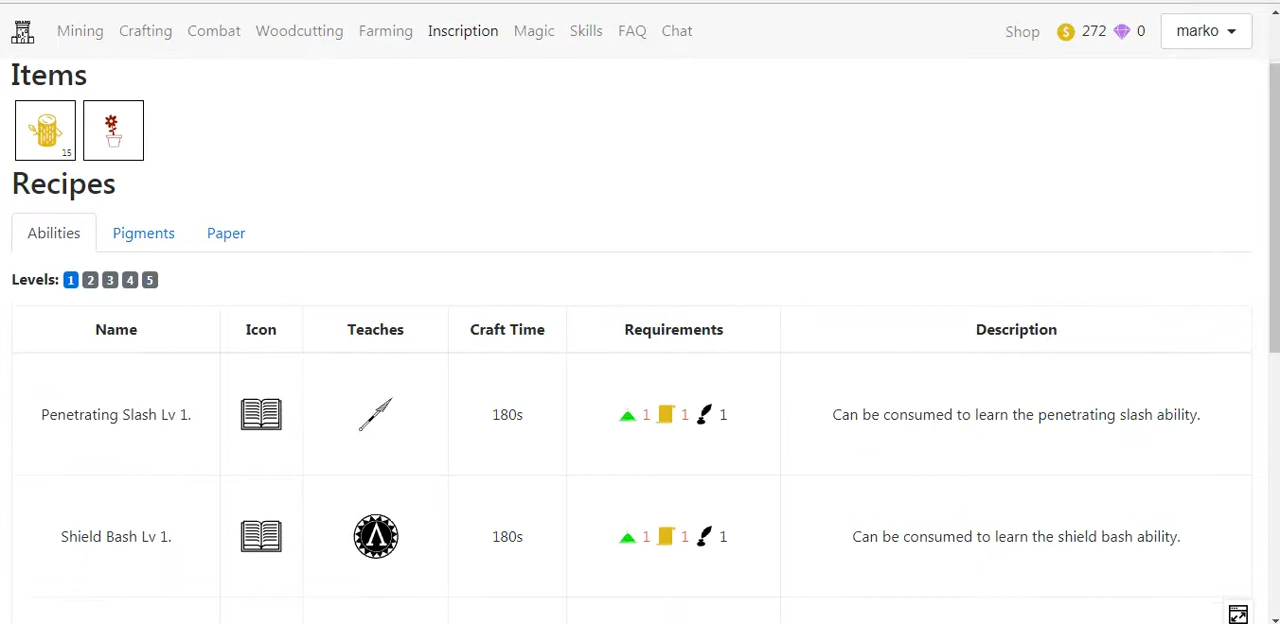 Mining Crafting Combat Woodcutting Farming Inscription Magic Skills FAQ Chat Shop 272 0 marko
Items
15
Recipes
Abilities Pigments Paper
Levels: 1 2 3 4 5
Name Icon Teaches Craft Time Requirements Description
Penetrating Slash Lv 1. 180s 1 1 1 Can be consumed to learn the penetrating slash ability.
Shield Bash Lv 1. 180s 1 1 1 Can be consumed to learn the shield bash ability.